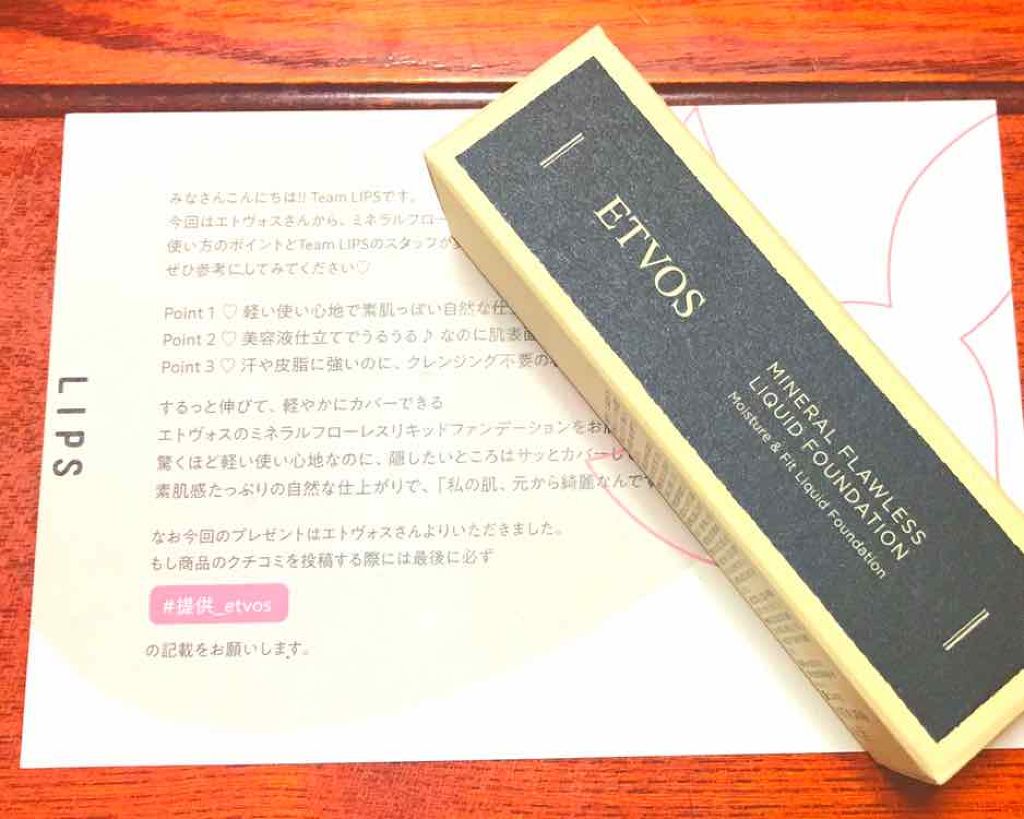 みなさんこんにちは!! Team LIPSです。
今回はエトヴォスさんから、ミネラルフロー
使い方のポイントとTeam LIPSのスタッフが
ぜひ参考にしてみてください♡
Point 1 ♡ 軽い使い心地で素肌っぽい自然な仕
Point 2 ♡ 美容液仕立てでうるうる♪ なのに肌表面
Point 3 ♡ 汗や皮脂に強いのに、クレンジング不要の
するっと伸びて、軽やかにカバーできる
エトヴォスのミネラルフローレスリキッドファンデーションをお
驚くほど軽い使い心地なのに、隠したいところはサッとカバーし
素肌感たっぷりの自然な仕上がりで、「私の肌、元から綺麗なんです
なお今回のプレゼントはエトヴォスさんよりいただきました。
もし商品のクチコミを投稿する際には最後に必ず
#提供_etvos
の記載をお願いします。
LIPS
ETVOS
MINERAL FLAWLESS
LIQUID FOUNDATION
Moisture & Fit Liquid Foundation